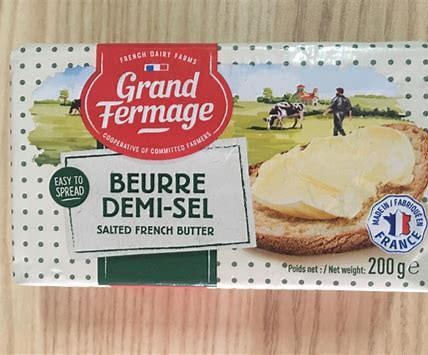 FRENCH DAIRY FARMS
Grand
Fermage
COOPERATIVE OF COMMITTED FARMERS
EASY TO
SPREAD
BEURRE
DEMI-SEL
SALTED FRENCH BUTTER
MADE IN / FABRIQUÉ EN
FRANCE
Poids net : / Net weight: 200 g e